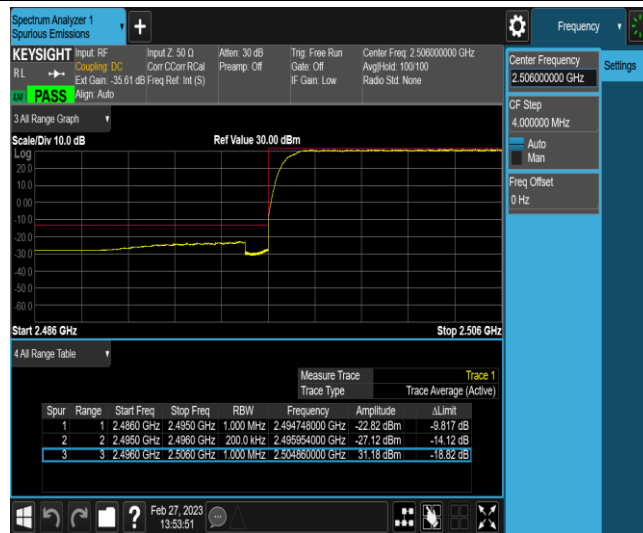 Spectrum Analyzer 1
Spurious Emissions
+
Frequency
KEYSIGHT Input: RF Input Z: 50 Ω Atten: 30 dB Trig: Free Run Center Freq: 2.506000000 GHz
RL Coupling: DC Corr CCorr RCal Preamp: Off Gate: Off Avg|Hold: 100/100
Ext Gain: -35.61 dB Freq Ref: Int (S) IF Gain: Low Radio Std: None
PASS Align: Auto
Center Frequency
2.506000000 GHz
Settings
CF Step
4.000000 MHz
Auto
Man
Freq Offset
0 Hz
3 All Range Graph
Scale/Div 10.0 dB Ref Value 30.00 dBm
Log
20.0
10.0
0.00
-10.0
-20.0
-30.0
-40.0
-50.0
-60.0
Start 2.486 GHz Stop 2.506 GHz
4 All Range Table
Measure Trace Trace 1
Trace Type Trace Average (Active)
Spur Range Start Freq Stop Freq RBW Frequency Amplitude ΔLimit
1 1 2.4860 GHz 2.4950 GHz 1.000 MHz 2.494748000 GHz -22.82 dBm -9.817 dB
2 2 2.4950 GHz 2.4960 GHz 200.0 kHz 2.495954000 GHz -27.12 dBm -14.12 dB
3 3 2.4960 GHz 2.5060 GHz 1.000 MHz 2.504860000 GHz 31.18 dBm -18.82 dB
? Feb 27, 2023
13:53:51